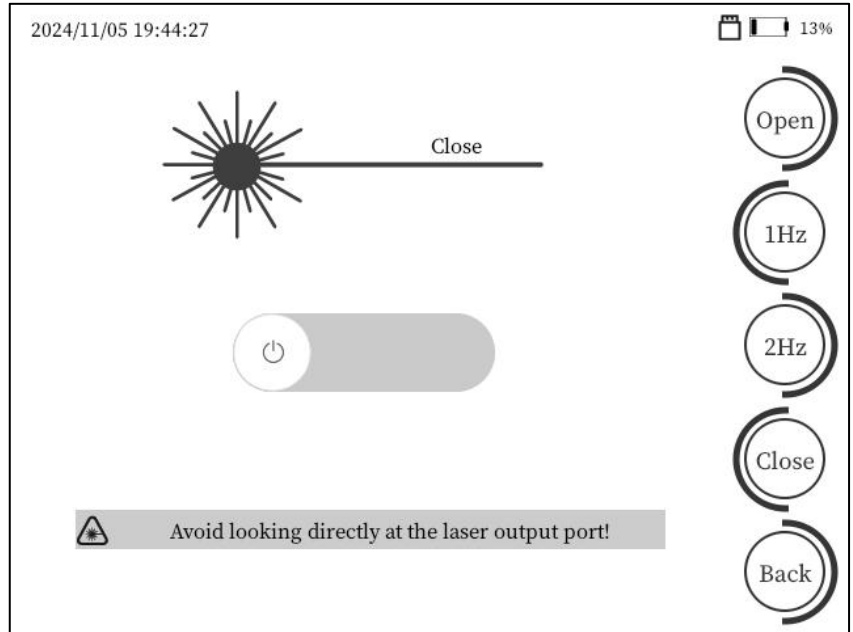 2024/11/05 19:44:27
13%
Close
Open
1Hz
2Hz
Close
Back
Avoid looking directly at the laser output port!